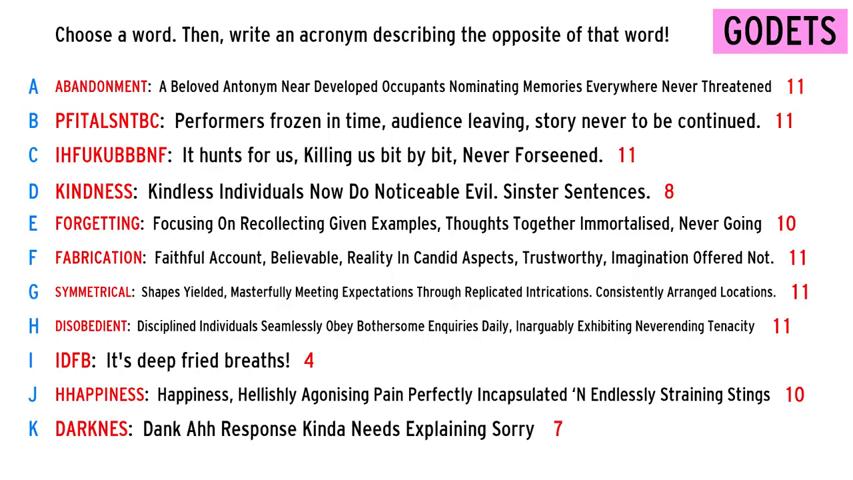 Choose a word. Then, write an acronym describing the opposite of that word!
GODETS
A ABANDONMENT: A Beloved Antonym Near Developed Occupants Nominating Memories Everywhere Never Threatened 11
B PFITALSNTBC: Performers frozen in time, audience leaving, story never to be continued. 11
C IHFUKUBBBNF: It hunts for us, Killing us bit by bit, Never Forseened. 11
D KINDNESS: Kindless Individuals Now Do Noticeable Evil. Sinster Sentences. 8
E FORGETTING: Focusing On Recollecting Given Examples, Thoughts Together Immortalised, Never Going 10
F FABRICATION: Faithful Account, Believable, Reality In Candid Aspects, Trustworthy, Imagination Offered Not. 11
G SYMMETRICAL: Shapes Yielded, Masterfully Meeting Expectations Through Replicated Intrications. Consistently Arranged Locations. 11
H DISOBEDIENT: Disciplined Individuals Seamlessly Obey Bothersome Enquiries Daily, Inarguably Exhibiting Neverending Tenacity 11
I IDFB: It's deep fried breaths! 4
J HHAPPINESS: Happiness, Hellishly Agonising Pain Perfectly Incapsulated ‘N Endlessly Straining Stings 10
K DARKNES: Dank Ahh Response Kinda Needs Explaining Sorry 7